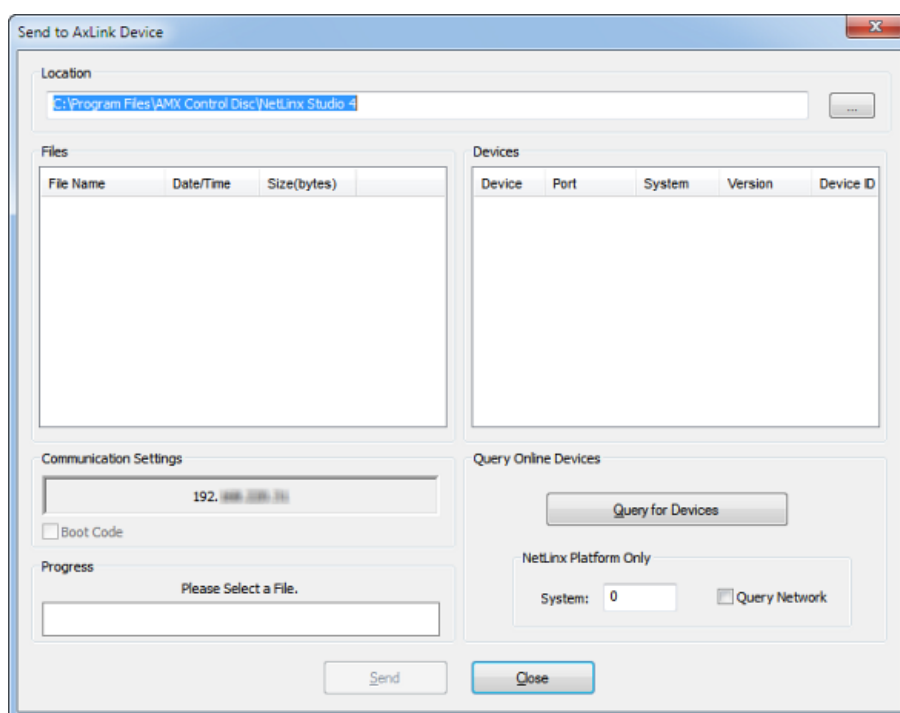 Send to AxLink Device
Location
C:\Program Files\AMX Control Disc\NetLinx Studio 4
...
Files
File Name Date/Time Size(bytes)
Devices
Device Port System Version Device ID
Communication Settings
192.
Boot Code
Progress
Please Select a File.
Query Online Devices
Query for Devices
NetLinx Platform Only
System: 0 Query Network
Send
Close